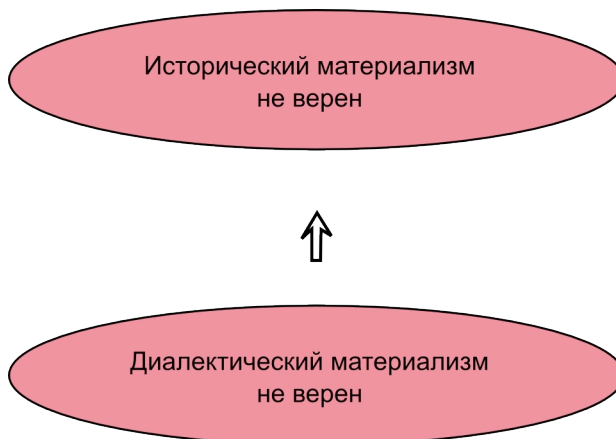 Исторический материализм
не верен
Диалектический материализм
не верен